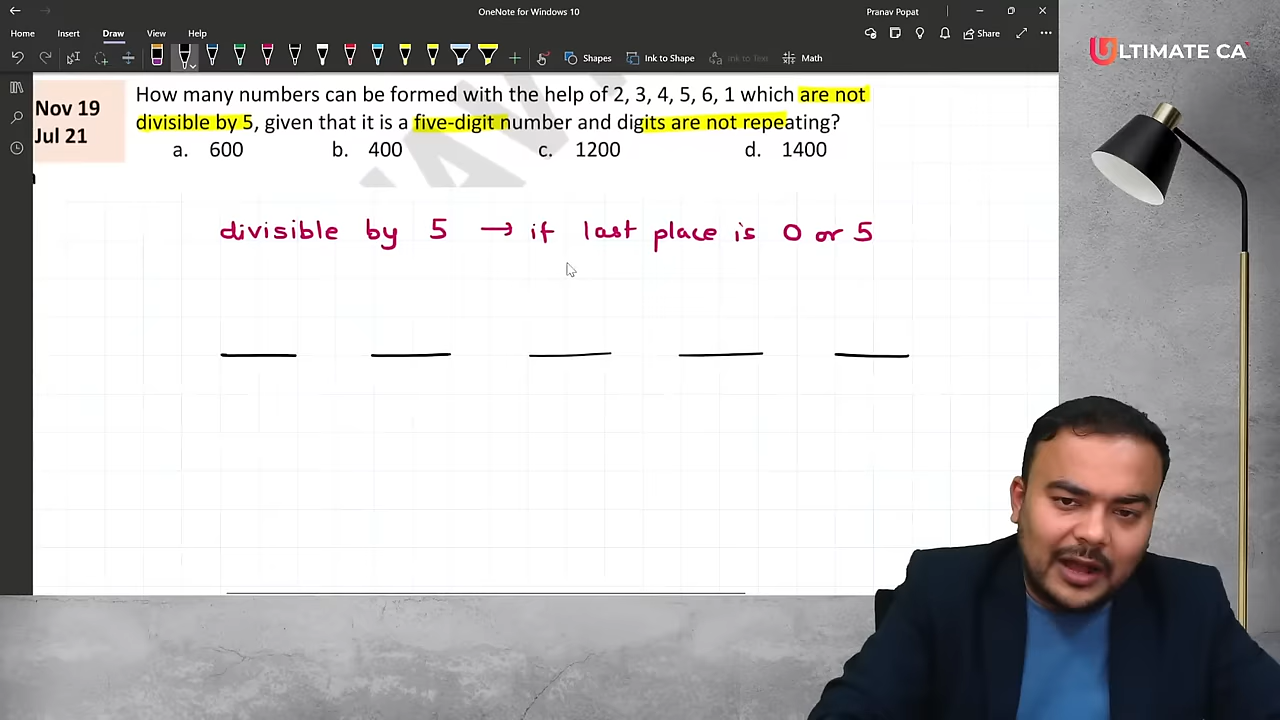 OneNote for Windows 10
Pranav Popat
Home Insert Draw View Help
Share
Shapes Ink to Shape Ink to Text Math
ULTIMATE CA
Nov 19
Jul 21
How many numbers can be formed with the help of 2, 3, 4, 5, 6, 1 which are not
divisible by 5, given that it is a five-digit number and digits are not repeating?
a. 600 b. 400 c. 1200 d. 1400
divisible by 5 → if last place is 0 or 5